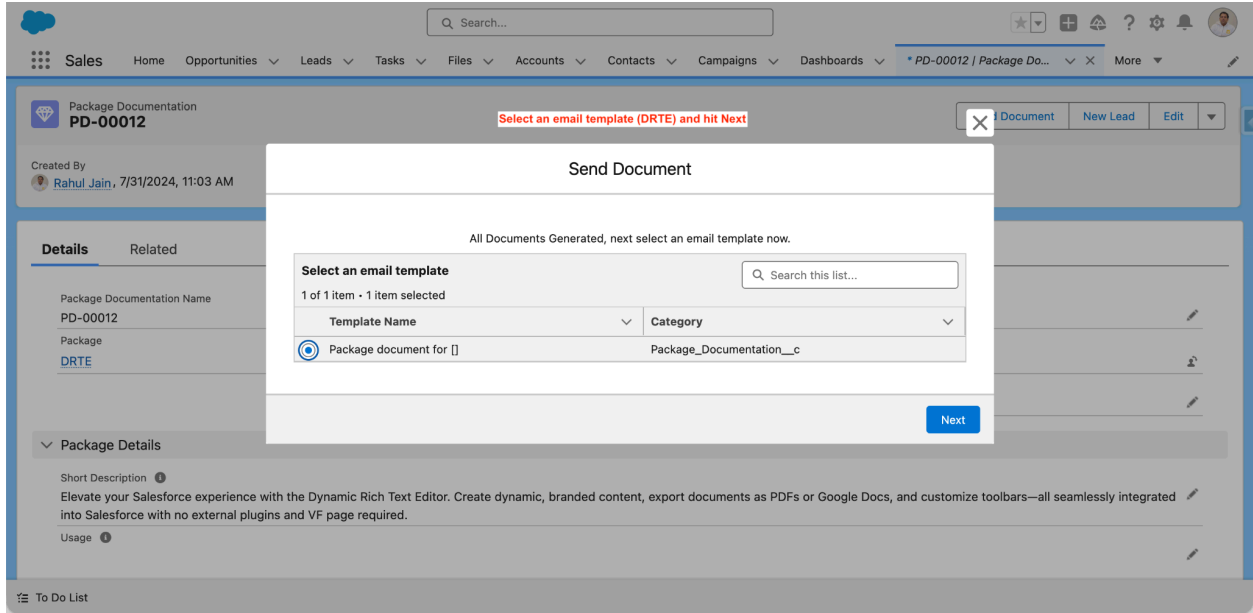 Search...
Sales
Home
Opportunities
Leads
Tasks
Files
Accounts
Contacts
Campaigns
Dashboards
* PD-00012 | Package Do...
More
Package Documentation
PD-00012
Select an email template (DRTE) and hit Next
Document
New Lead
Edit
Created By
Rahul Jain, 7/31/2024, 11:03 AM
Send Document
All Documents Generated, next select an email template now.
Select an email template
Search this list...
1 of 1 item • 1 item selected
Template Name
Category
Package document for []
Package_Documentation__c
Next
Details
Related
Package Documentation Name
PD-00012
Package
DRTE
Package Details
Short Description
Elevate your Salesforce experience with the Dynamic Rich Text Editor. Create dynamic, branded content, export documents as PDFs or Google Docs, and customize toolbars—all seamlessly integrated
into Salesforce with no external plugins and VF page required.
Usage
To Do List